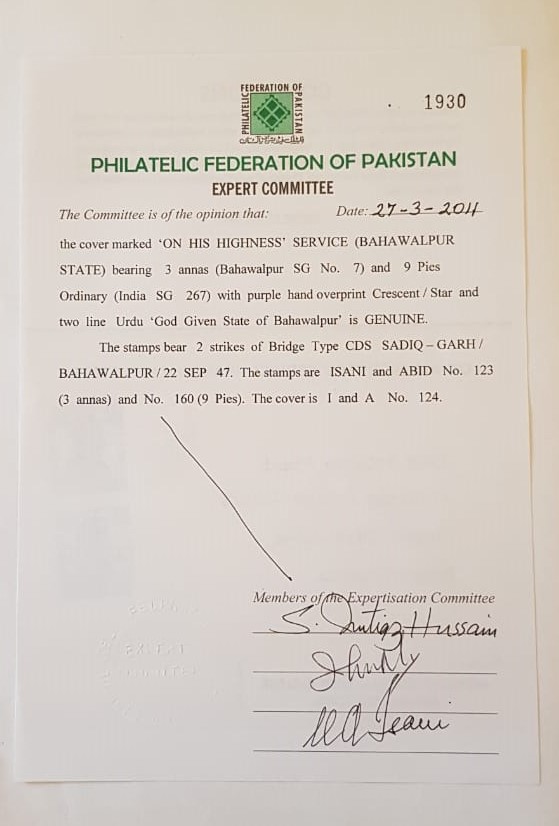 FEDERATION OF
PHILATELIC
PAKISTAN
1930
PHILATELIC FEDERATION OF PAKISTAN
EXPERT COMMITTEE
The Committee is of the opinion that: Date: 27-3-2011
the cover marked 'ON HIS HIGHNESS' SERVICE (BAHAWALPUR
STATE) bearing 3 annas (Bahawalpur SG No. 7) and 9 Pies
Ordinary (India SG 267) with purple hand overprint Crescent / Star and
two line Urdu 'God Given State of Bahawalpur' is GENUINE.
The stamps bear 2 strikes of Bridge Type CDS SADIQ – GARH /
BAHAWALPUR / 22 SEP 47. The stamps are ISANI and ABID No. 123
(3 annas) and No. 160 (9 Pies). The cover is I and A No. 124.
Members of the Expertisation Committee
S. Imtiaz Hussain
M A Isani